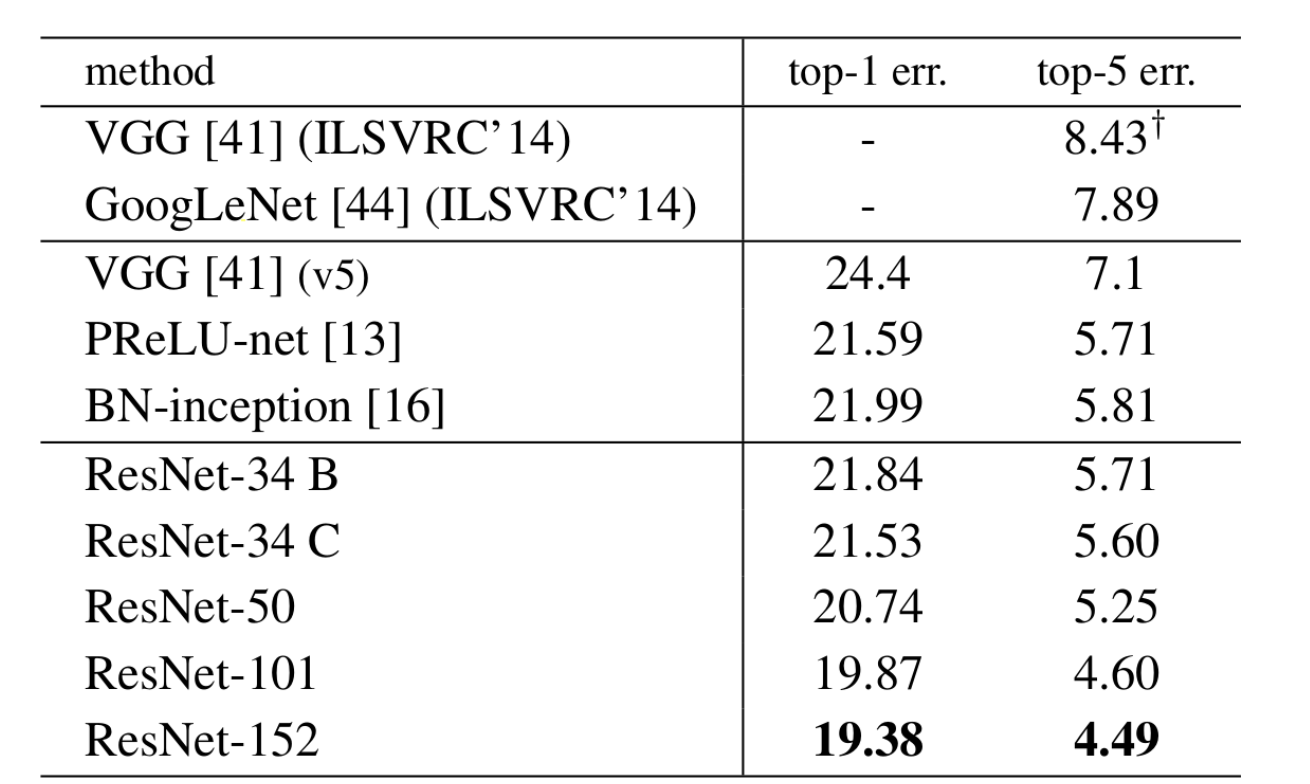 method top-1 err. top-5 err.
VGG [41] (ILSVRC’14) - 8.43†
GoogLeNet [44] (ILSVRC’14) - 7.89
VGG [41] (v5) 24.4 7.1
PReLU-net [13] 21.59 5.71
BN-inception [16] 21.99 5.81
ResNet-34 B 21.84 5.71
ResNet-34 C 21.53 5.60
ResNet-50 20.74 5.25
ResNet-101 19.87 4.60
ResNet-152 19.38 4.49